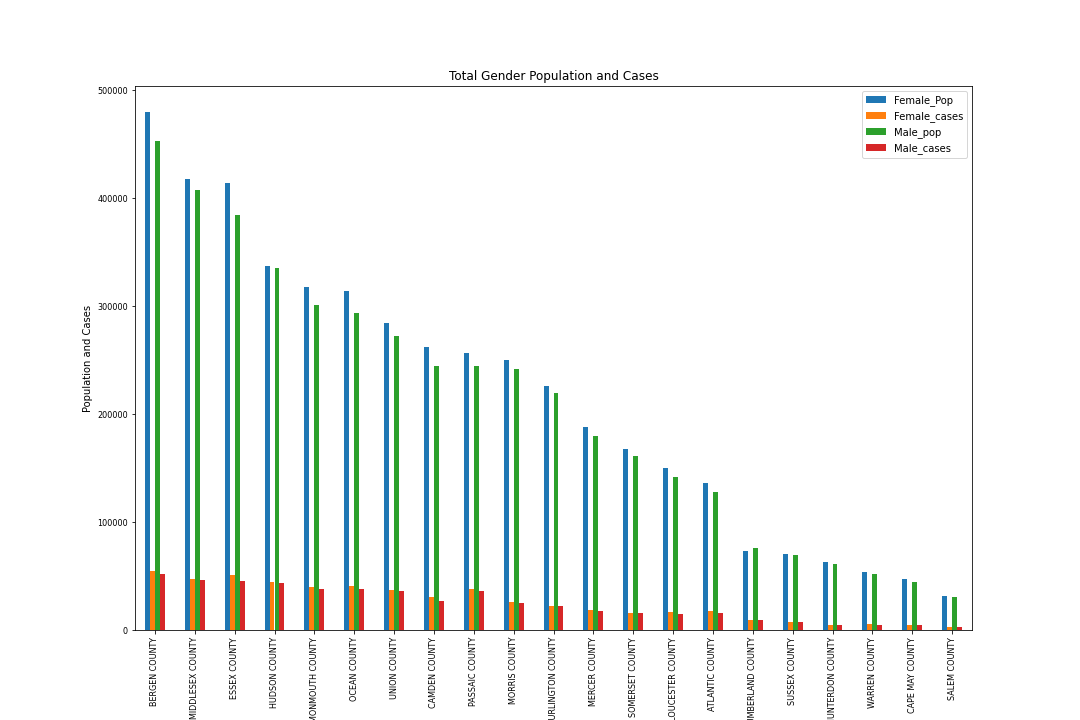 Total Gender Population and Cases
Female_Pop
Female_cases
Male_pop
Male_cases
Population and Cases
500000
400000
300000
200000
100000
0
BERGEN COUNTY
MIDDLESEX COUNTY
ESSEX COUNTY
HUDSON COUNTY
MONMOUTH COUNTY
OCEAN COUNTY
UNION COUNTY
CAMDEN COUNTY
PASSAIC COUNTY
MORRIS COUNTY
URLINGTON COUNTY
MERCER COUNTY
SOMERSET COUNTY
OUCESTER COUNTY
ATLANTIC COUNTY
MBERLAND COUNTY
SUSSEX COUNTY
UNTERDON COUNTY
WARREN COUNTY
CAPE MAY COUNTY
SALEM COUNTY